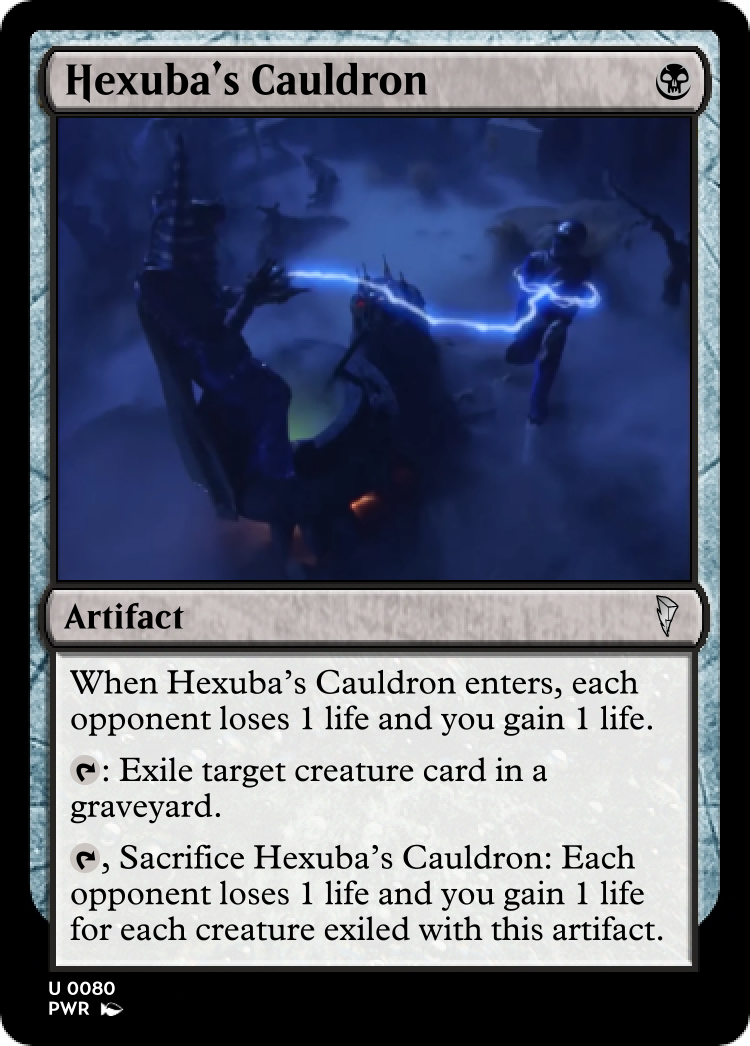 Hexuba's Cauldron
Artifact
When Hexuba's Cauldron enters, each
opponent loses 1 life and you gain 1 life.
: Exile target creature card in a
graveyard.
, Sacrifice Hexuba's Cauldron: Each
opponent loses 1 life and you gain 1 life
for each creature exiled with this artifact.
U 0080
PWR